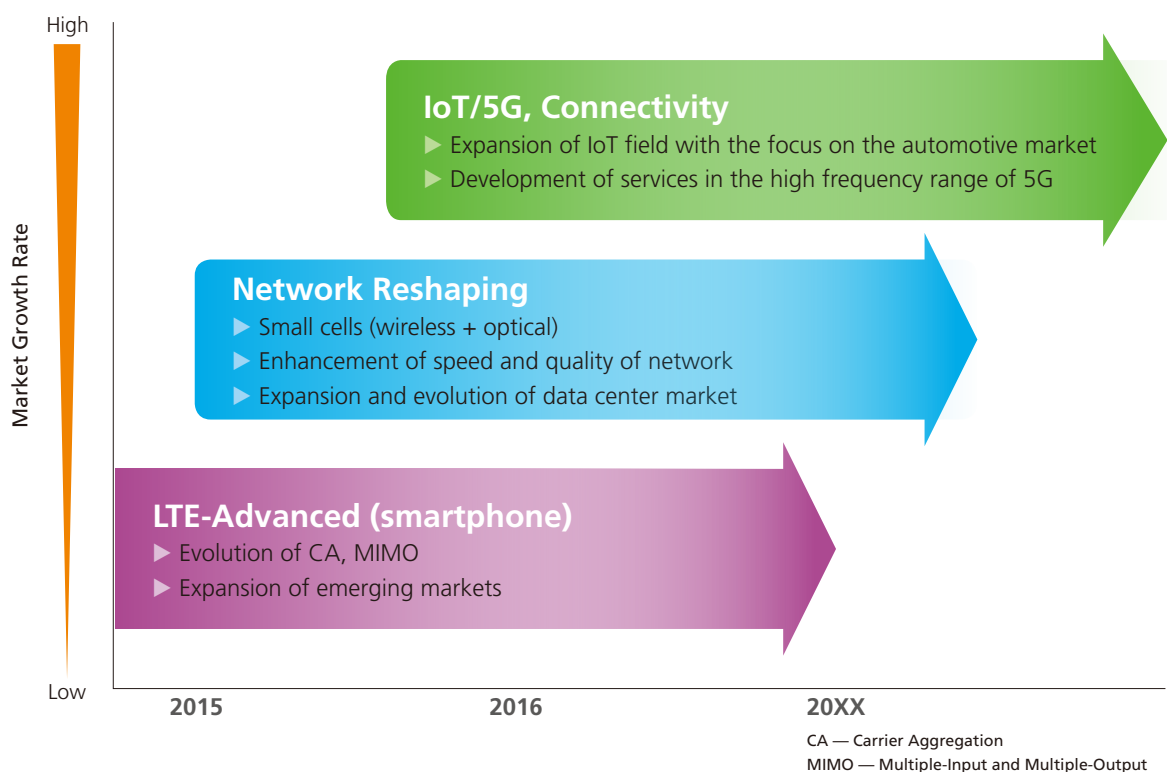 High
Market Growth Rate
IoT/5G, Connectivity
▶ Expansion of IoT field with the focus on the automotive market
▶ Development of services in the high frequency range of 5G
Network Reshaping
▶ Small cells (wireless + optical)
▶ Enhancement of speed and quality of network
▶ Expansion and evolution of data center market
LTE-Advanced (smartphone)
▶ Evolution of CA, MIMO
▶ Expansion of emerging markets
Low
2015 2016 20XX
CA — Carrier Aggregation
MIMO — Multiple-Input and Multiple-Output